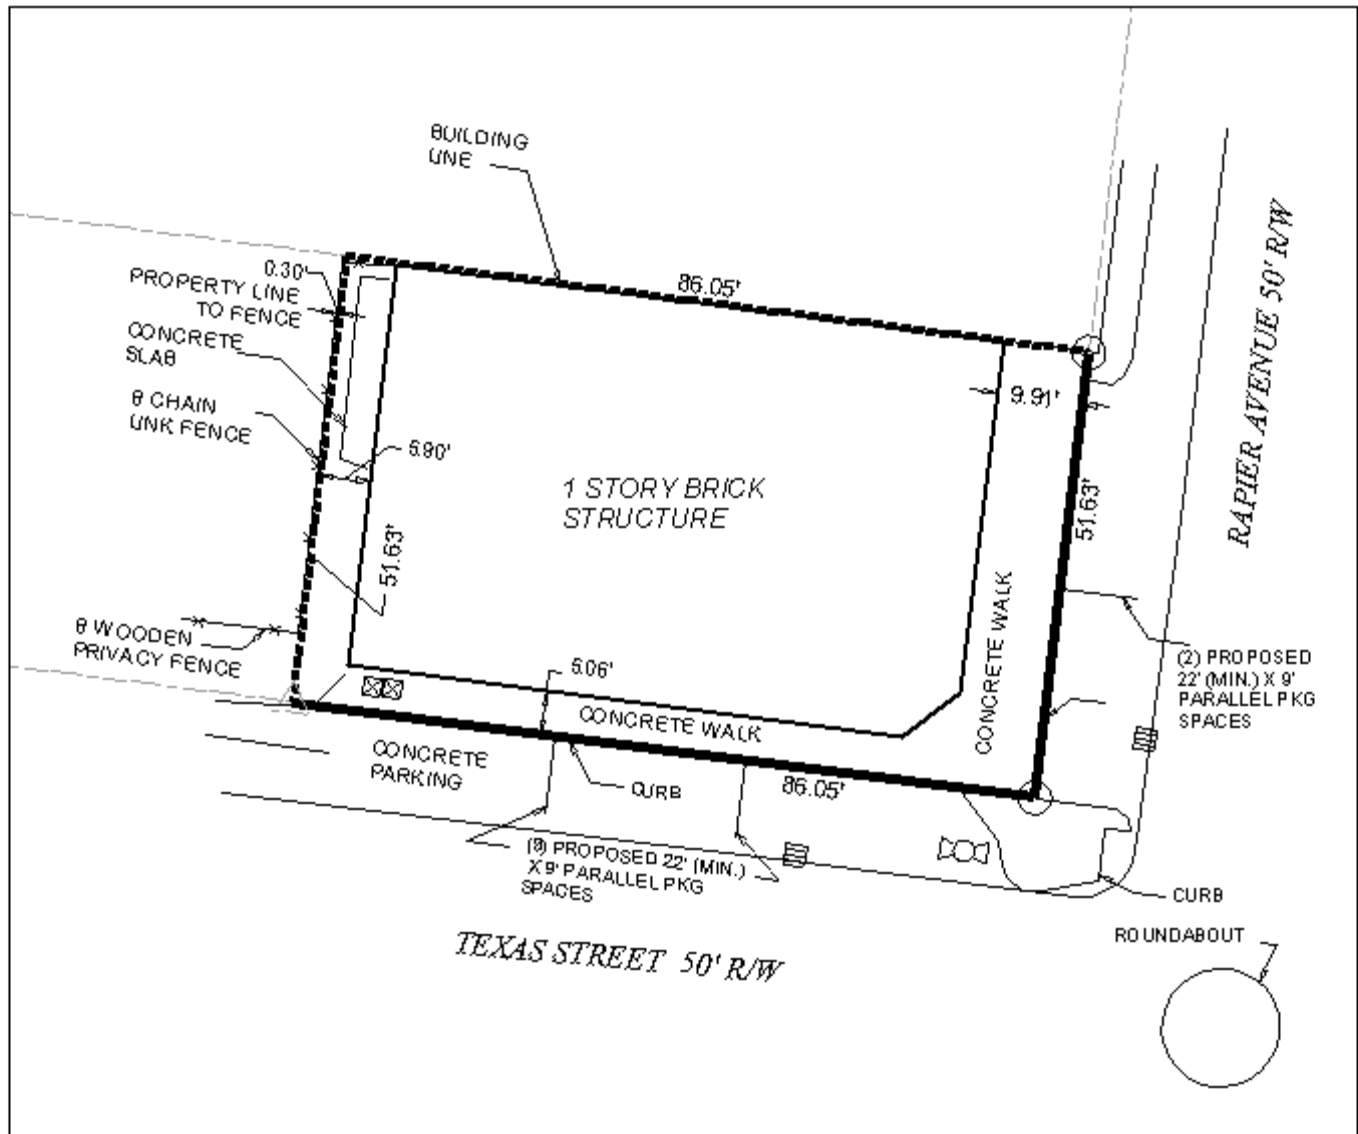 BUILDING
LINE
86.05'
0.30'
PROPERTY LINE
TO FENCE
CONCRETE
SLAB
8 CHAIN
LINK FENCE
5.90'
9.91'
1 STORY BRICK
STRUCTURE
51.63'
51.63'
RAPIER AVENUE 50' R/W
8 WOODEN
PRIVACY FENCE
5.06'
CONCRETE WALK
CONCRETE WALK
(2) PROPOSED
22' (MIN.) X 9'
PARALLEL PKG
SPACES
CONCRETE
PARKING
CURB
86.05'
PROPOSED 22' (MIN.)
X 9' PARALLEL PKG
SPACES
CURB
ROUNDABOUT
TEXAS STREET 50' R/W